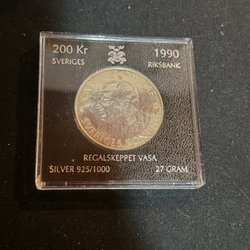 200 Kr 1990
SVERIGES RIKSBANK
REGALSKEPPET VASA
SILVER 925/1000 27 GRAM